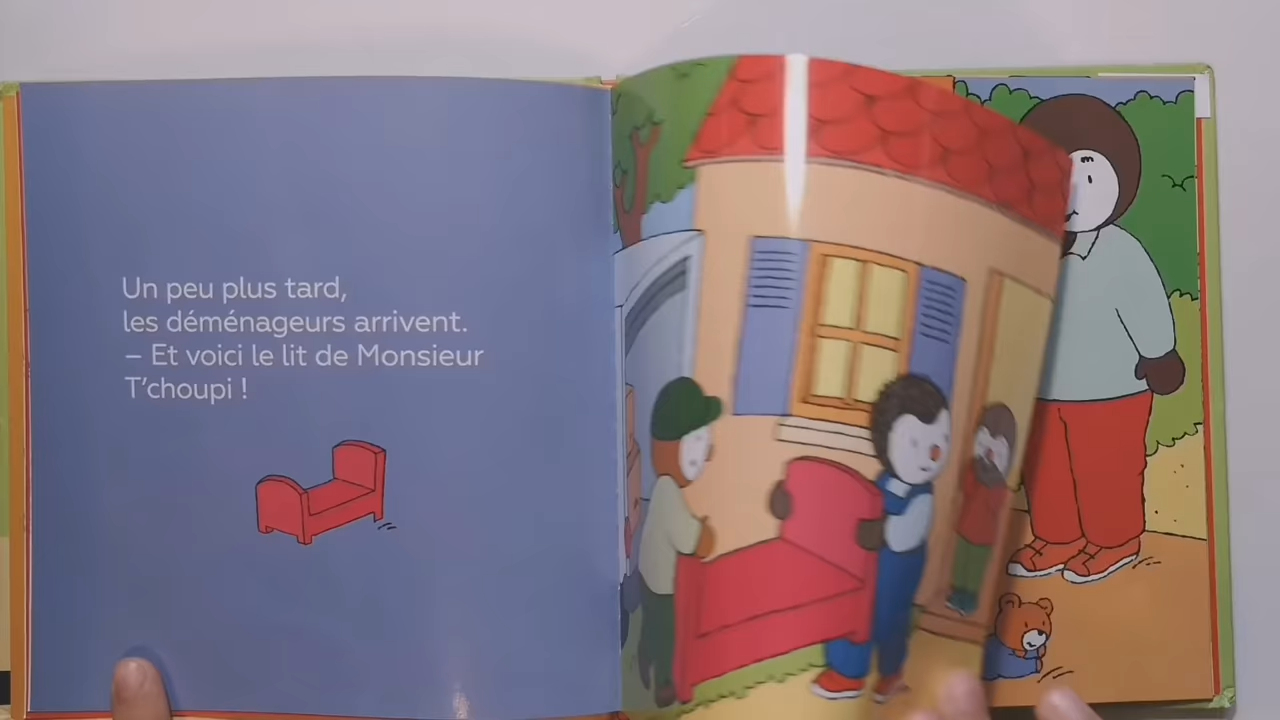 Un peu plus tard,
les déménageurs arrivent.
– Et voici le lit de Monsieur
T'choupi !